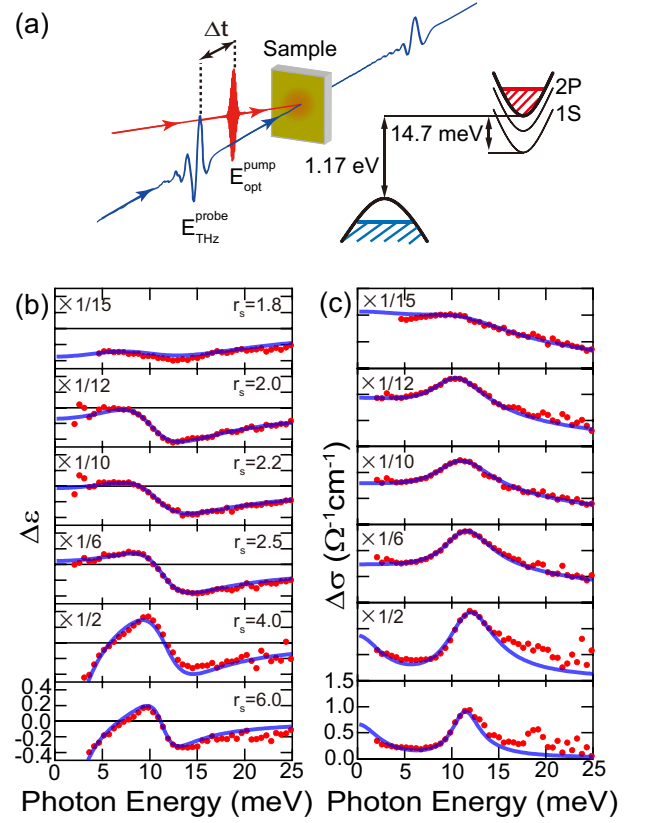 (a)
Δt
Sample
E pump opt
E probe THz
2P
1S
14.7 meV
1.17 eV
(b)
×1/15
r_s=1.8
×1/12
r_s=2.0
×1/10
r_s=2.2
×1/6
r_s=2.5
×1/2
r_s=4.0
r_s=6.0
Δε
0.4
0.2
0.0
-0.2
-0.4
0 5 10 15 20 25
Photon Energy (meV)
(c)
×1/15
×1/12
×1/10
×1/6
×1/2
Δσ (Ω⁻¹cm⁻¹)
1.5
1.0
0.5
0.0
0 5 10 15 20 25
Photon Energy (meV)